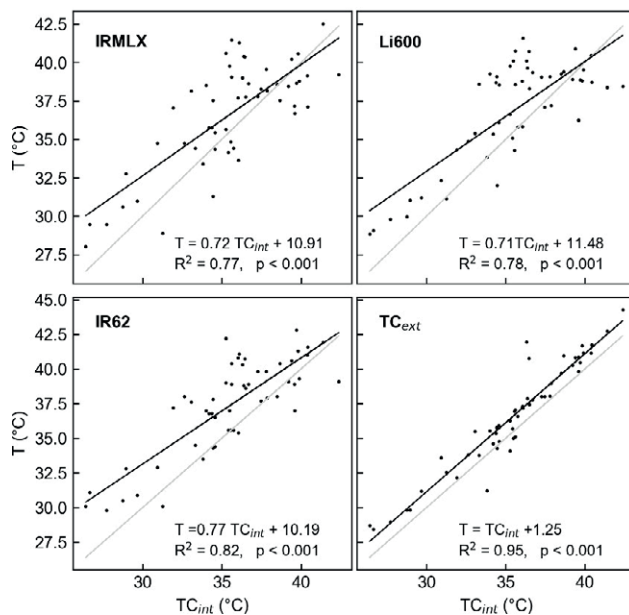 42.5
40.0
37.5
35.0
32.5
30.0
27.5
T (°C)
IRMLX
T = 0.72 TCint + 10.91
R2 = 0.77, p < 0.001
Li600
T = 0.71TCint + 11.48
R2 = 0.78, p < 0.001
45.0
42.5
40.0
37.5
35.0
32.5
30.0
27.5
T (°C)
IR62
T =0.77 TCint + 10.19
R2 = 0.82, p < 0.001
30
35
40
TCint (°C)
TCext
T = TCint +1.25
R2 = 0.95, p < 0.001
30
35
40
TCint (°C)